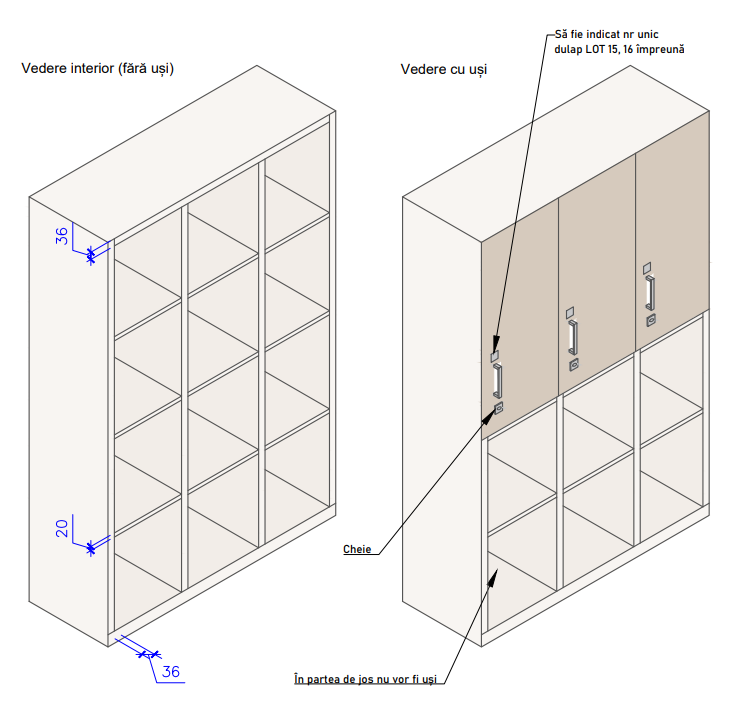 Să fie indicat nr unic
dulap LOT 15, 16 împreună
Vedere interior (fără uși)
Vedere cu uși
36
20
Cheie
36
În partea de jos nu vor fi uși